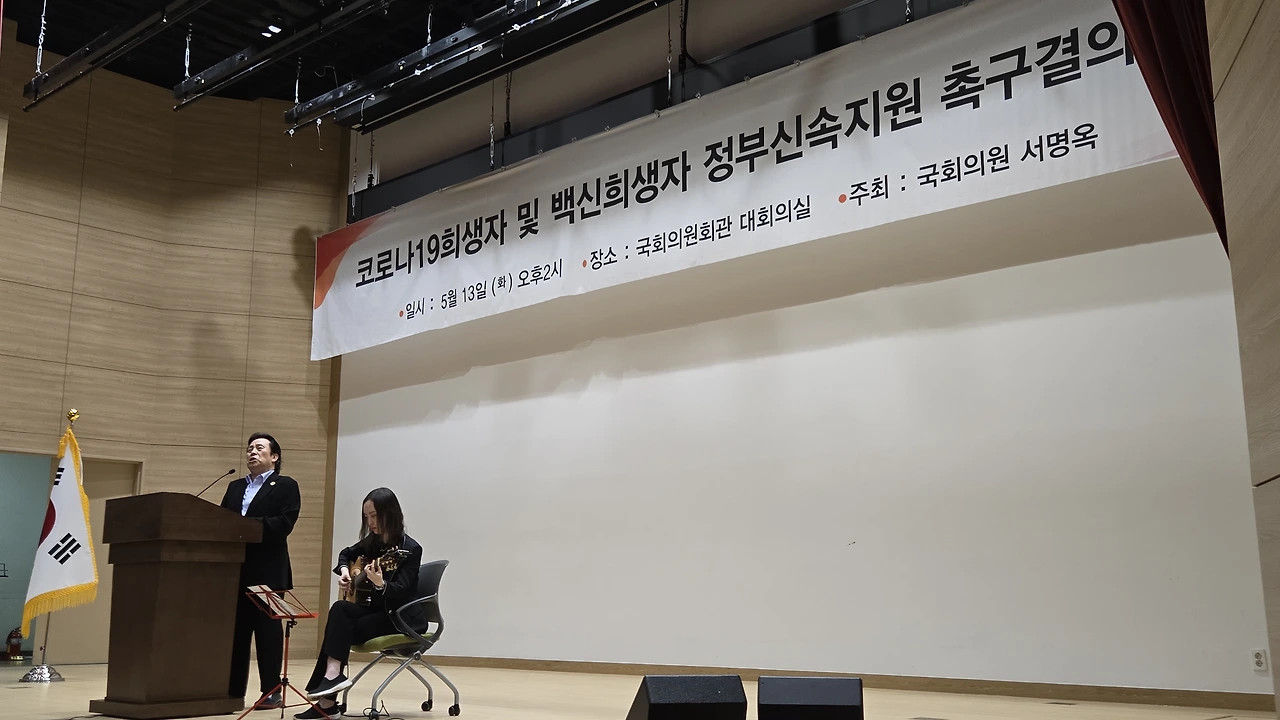 코로나19희생자 및 백신희생자 정부신속지원 촉구결의
•일시 : 5월 13일 (화) 오후2시 •장소 : 국회의원회관 대회의실 •주최 : 국회의원 서명옥